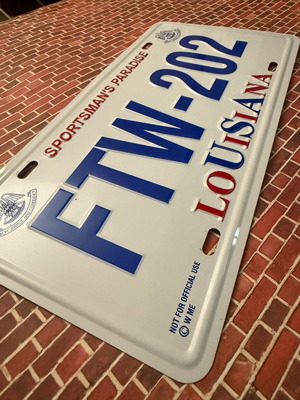 SPORTSMAN'S PARADISE
FTW-202
LOUISIANA
NOT FOR OFFICIAL USE
© W ME